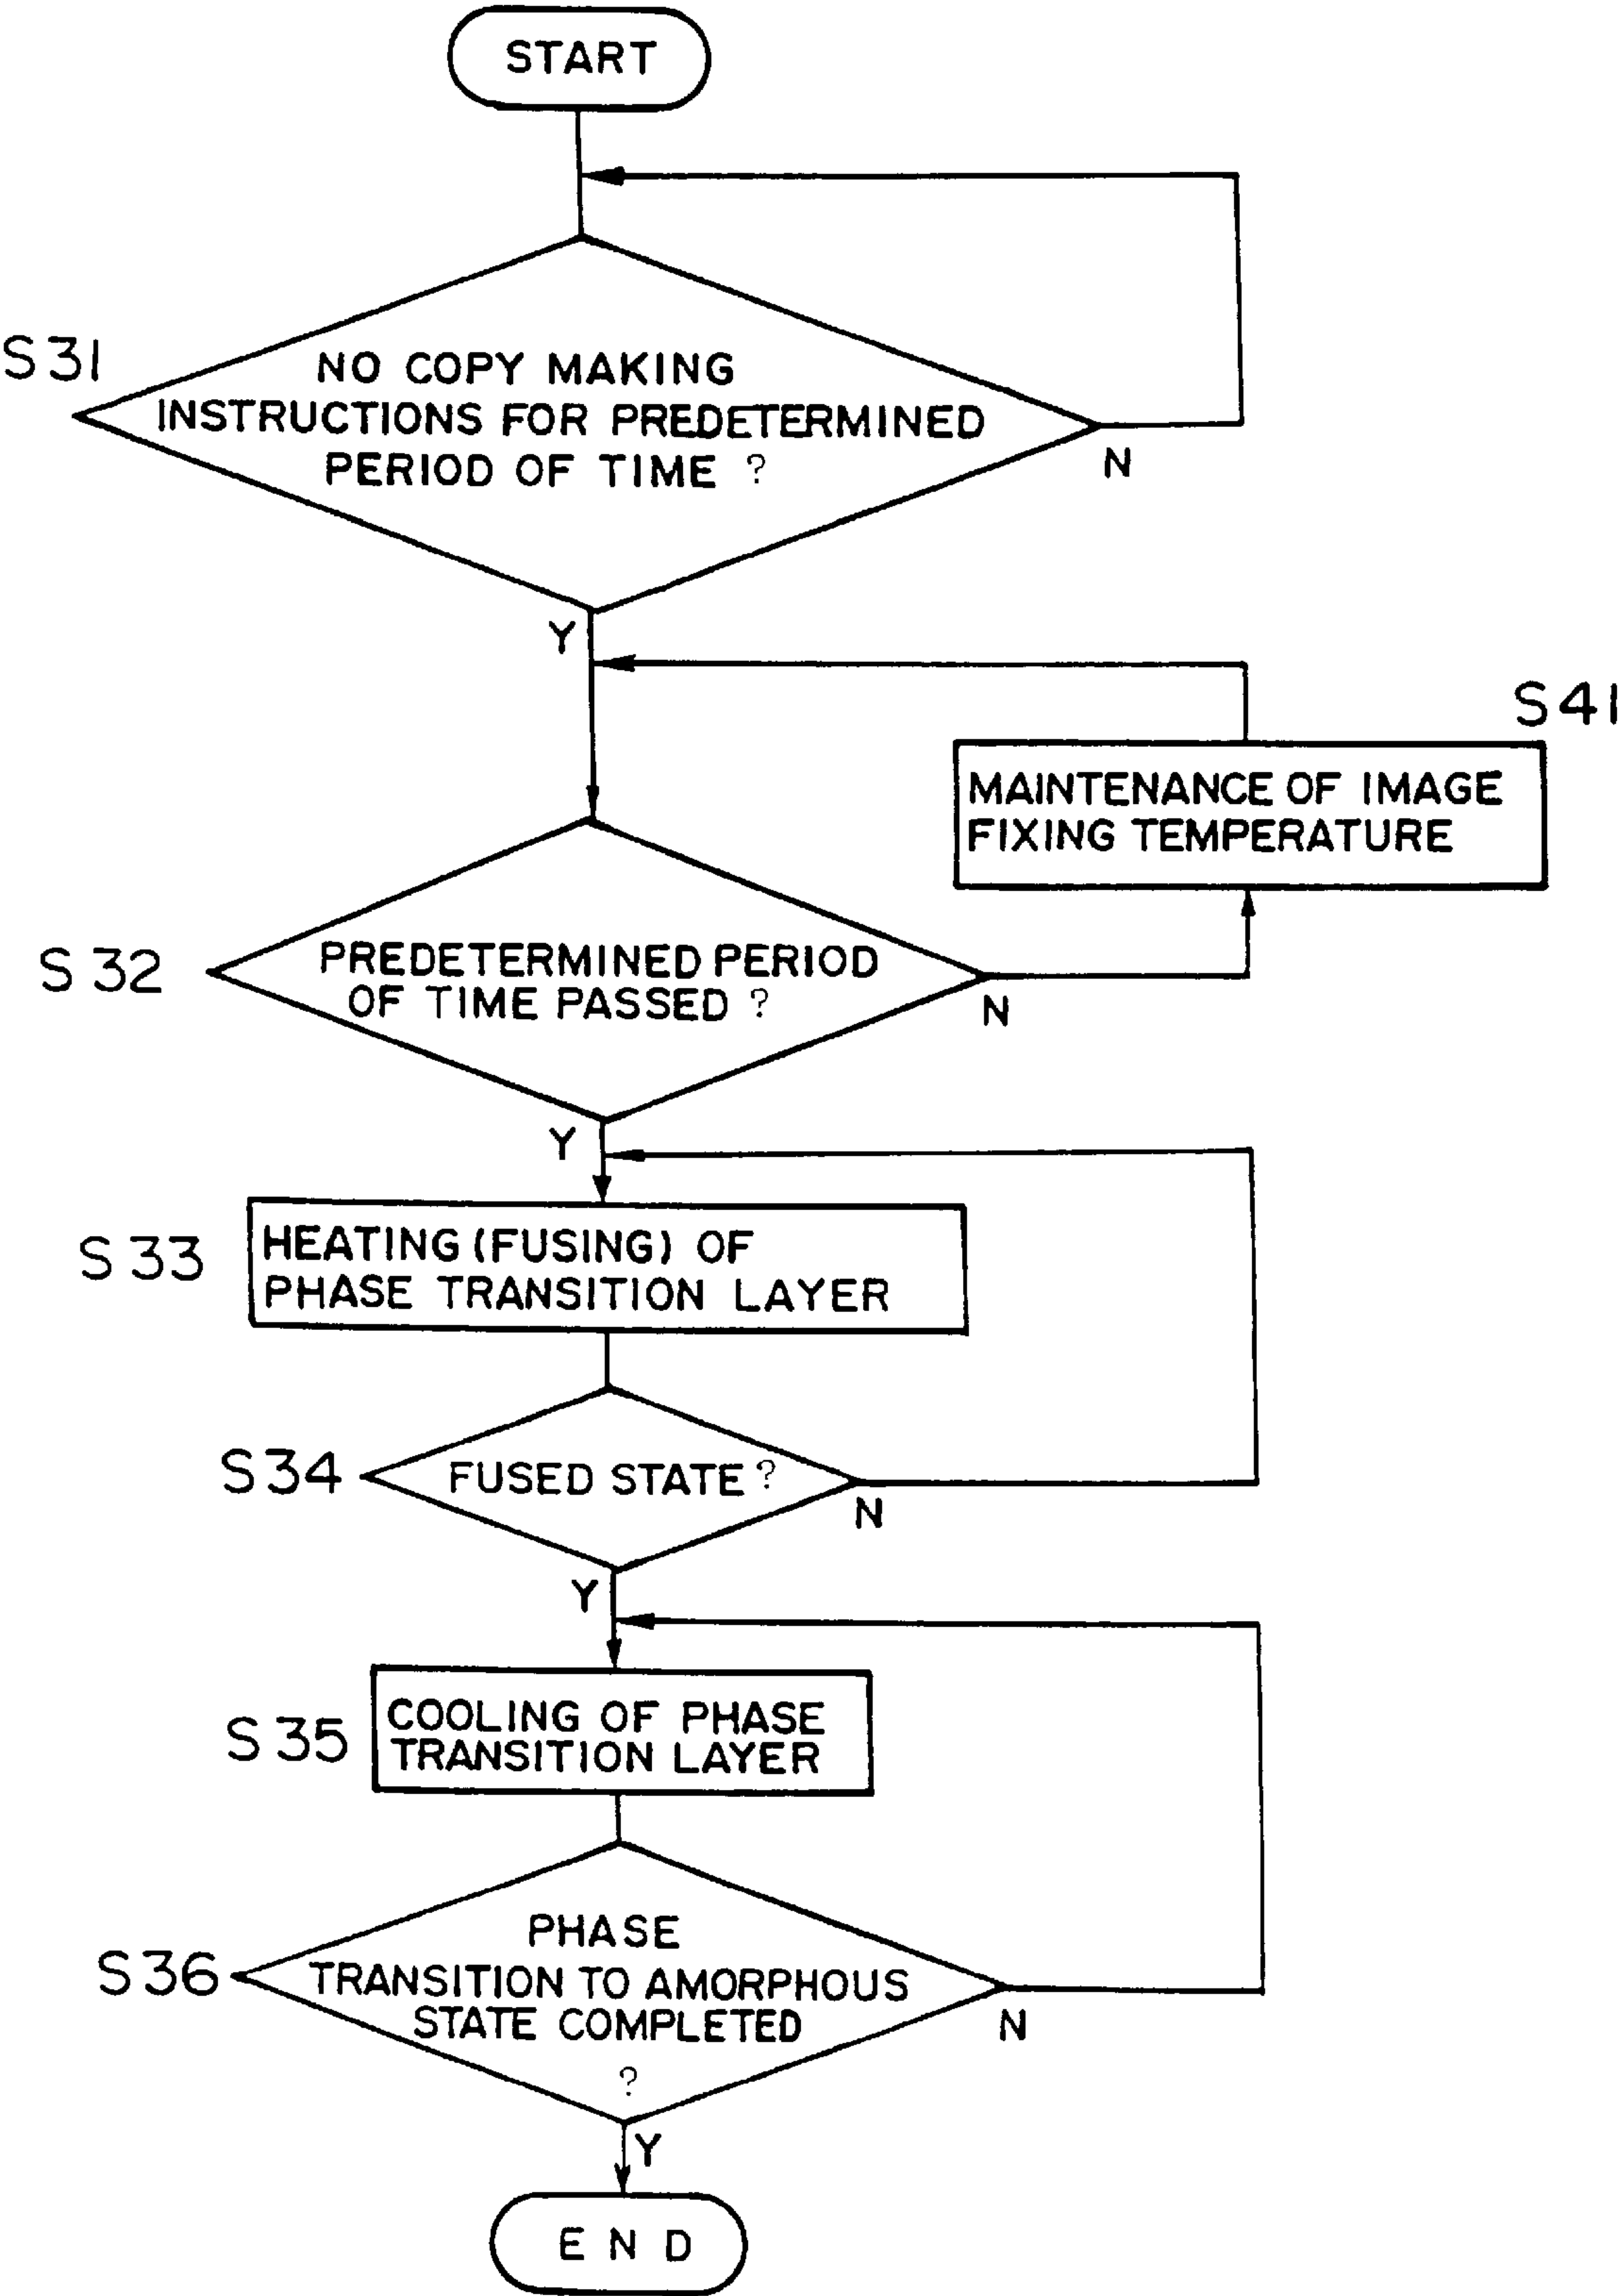 START
S31
NO COPY MAKING
INSTRUCTIONS FOR PREDETERMINED
PERIOD OF TIME ?
N
Y
S41
MAINTENANCE OF IMAGE
FIXING TEMPERATURE
S32
PREDETERMINED PERIOD
OF TIME PASSED ?
N
Y
S33
HEATING (FUSING) OF
PHASE TRANSITION LAYER
S34
FUSED STATE ?
N
Y
S35
COOLING OF PHASE
TRANSITION LAYER
S36
PHASE
TRANSITION TO AMORPHOUS
STATE COMPLETED
?
N
Y
END